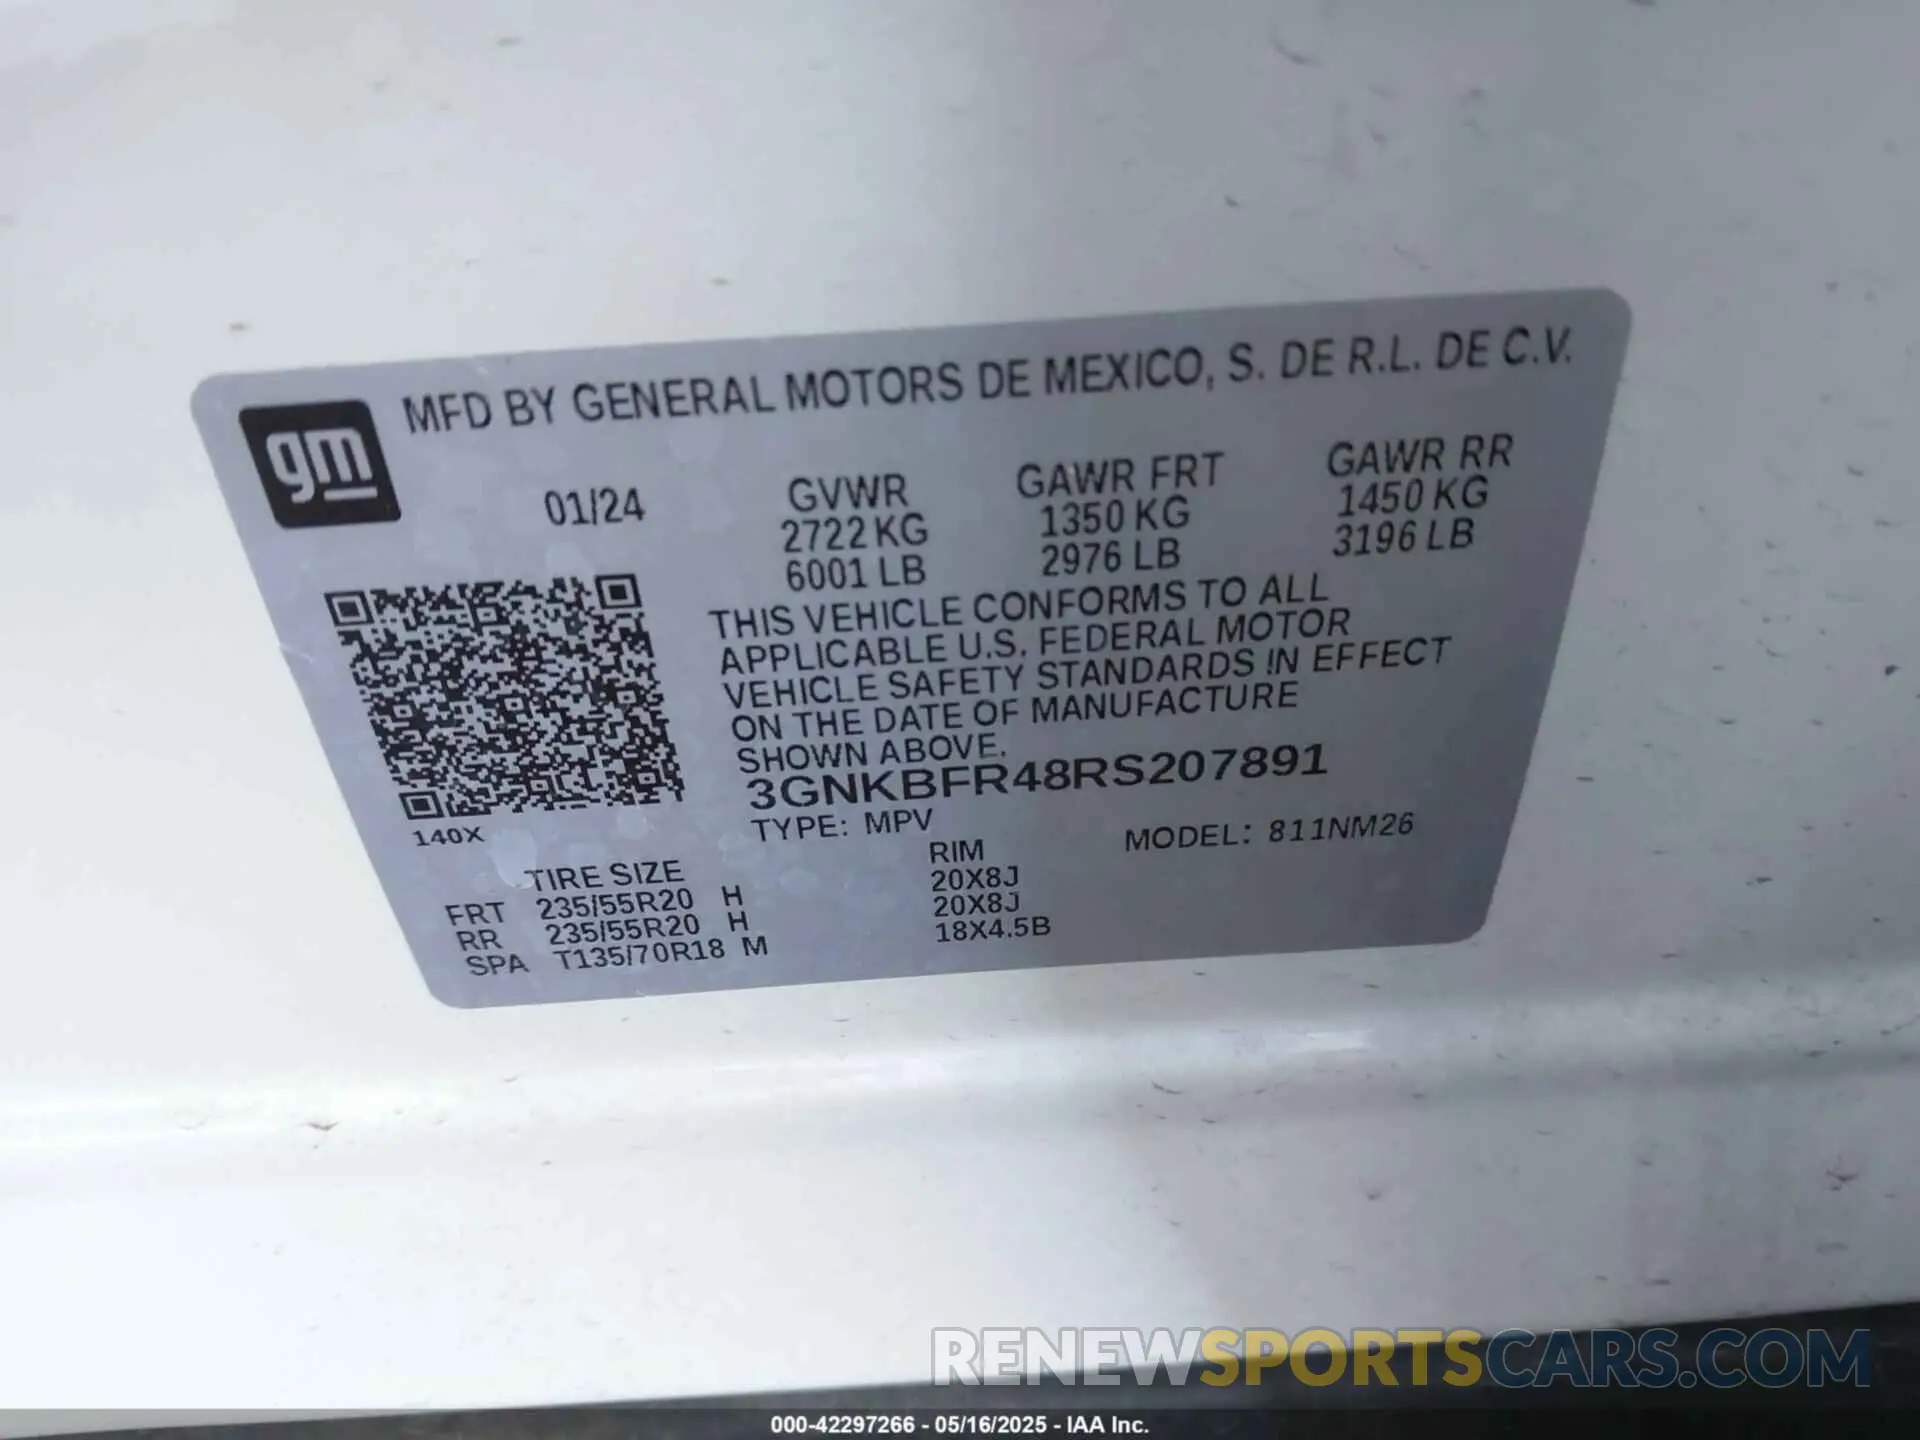 MFD BY GENERAL MOTORS DE MEXICO, S. DE R.L. DE C.V.
gm
01/24
GVWR
2722 KG
6001 LB
GAWR FRT
1350 KG
2976 LB
GAWR RR
1450 KG
3196 LB
THIS VEHICLE CONFORMS TO ALL
APPLICABLE U.S. FEDERAL MOTOR
VEHICLE SAFETY STANDARDS IN EFFECT
ON THE DATE OF MANUFACTURE
SHOWN ABOVE.
3GNKBFR48RS207891
140X
TYPE: MPV
MODEL: 811NM26
TIRE SIZE RIM
FRT 235/55R20 H 20X8J
RR 235/55R20 H 20X8J
SPA T135/70R18 M 18X4.5B
RENEWSPORTSCARS.COM
000-42297266 - 05/16/2025 - IAA Inc.